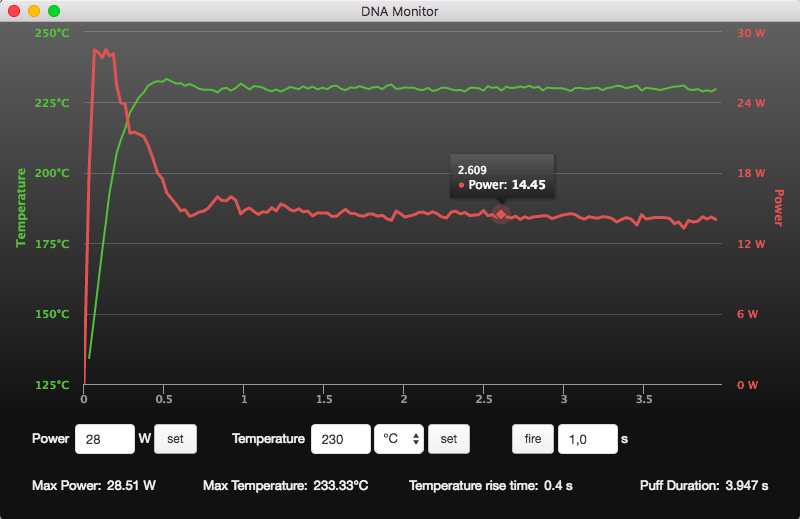 DNA Monitor
250°C
30 W
225°C
24 W
2.609
Power: 14.45
200°C
18 W
Temperature
Power
175°C
12 W
150°C
6 W
125°C
0 W
0 0.5 1 1.5 2 2.5 3 3.5
Power 28 W set Temperature 230 °C set fire 1,0 s
Max Power: 28.51 W Max Temperature: 233.33°C Temperature rise time: 0.4 s Puff Duration: 3.947 s